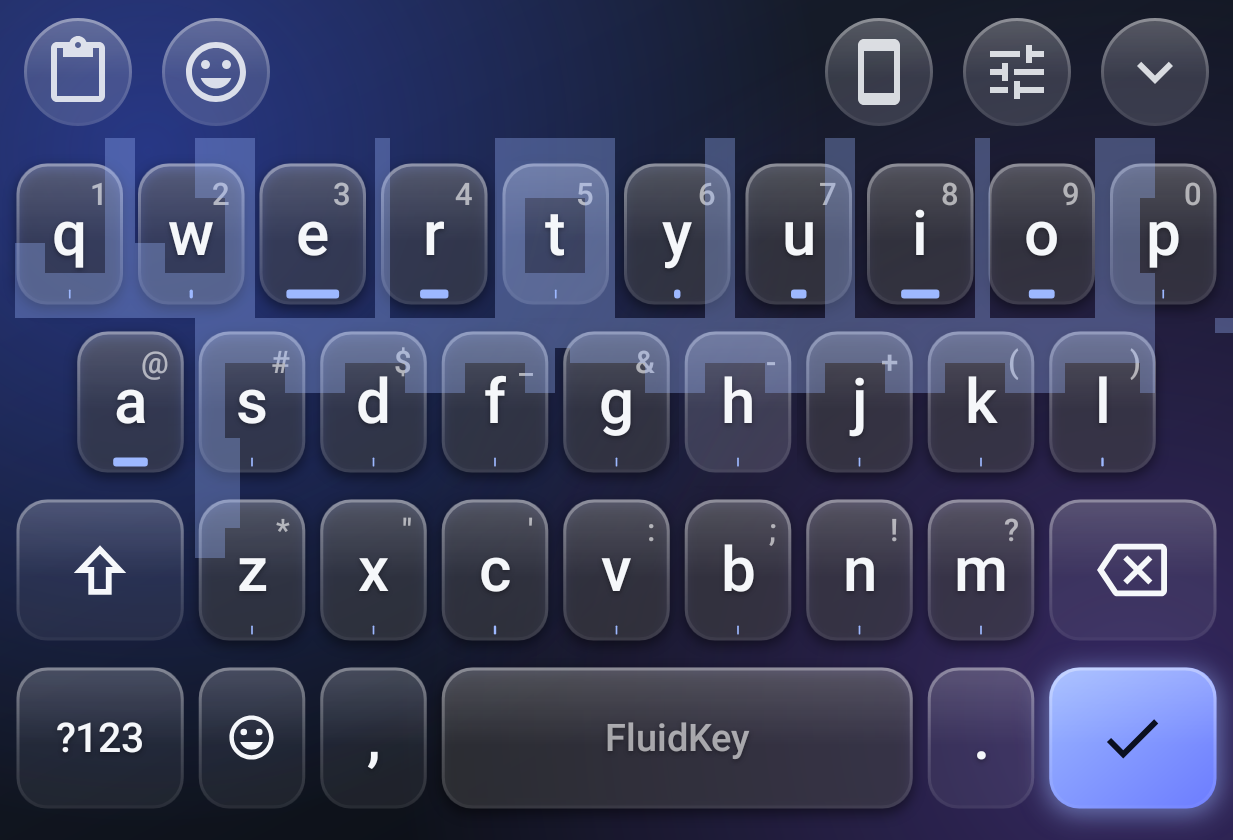 q 1 w 2 e 3 r 4 t 5 y 6 u 7 i 8 o 9 p 0
a @ s # d $ f _ g & h - j + k ( l )
z * x " c ' v : b ; n ! m ?
?123 , FluidKey .